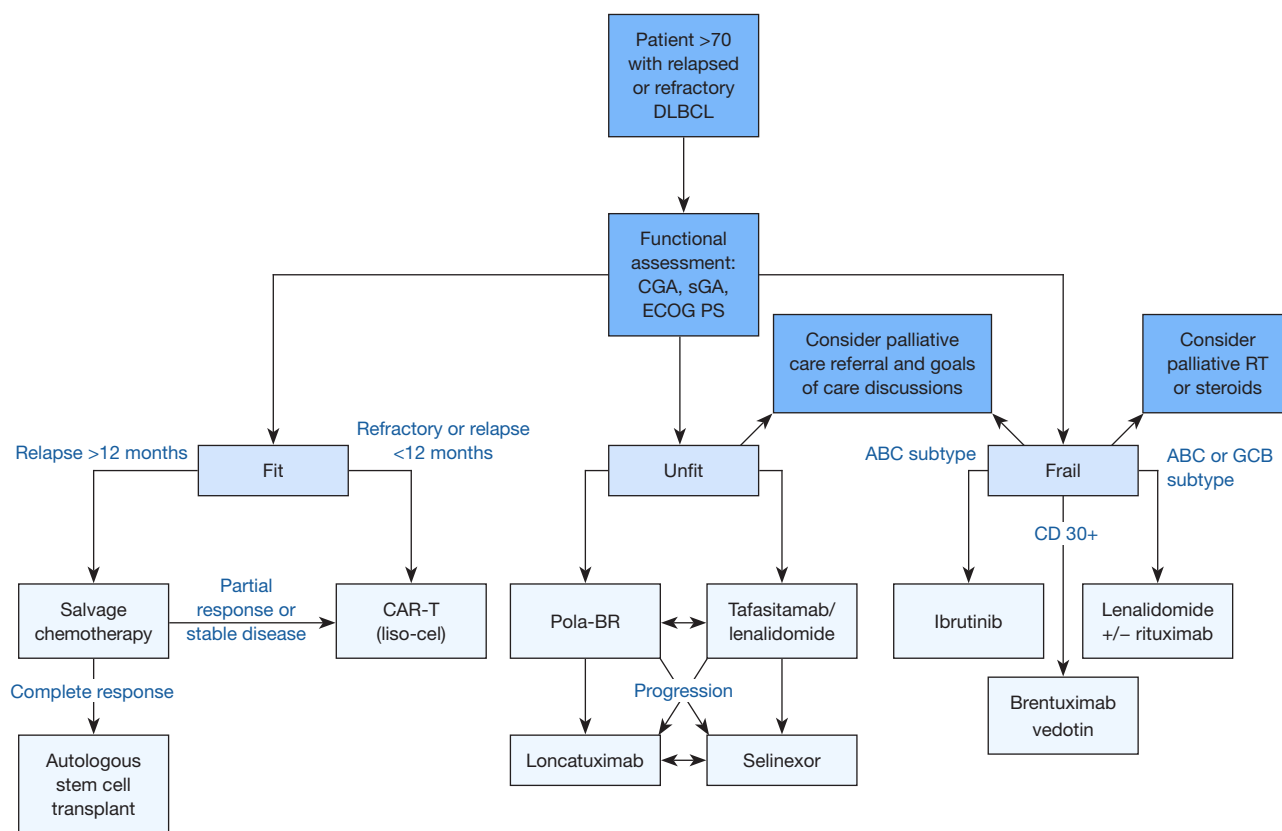 Patient >70
with relapsed
or refractory
DLBCL
Functional
assessment:
CGA, sGA,
ECOG PS
Consider palliative
care referral and goals
of care discussions
Consider
palliative RT
or steroids
Relapse >12 months
Fit
Refractory or relapse
<12 months
Unfit
ABC subtype
Frail
ABC or GCB
subtype
CD 30+
Salvage
chemotherapy
Partial
response or
stable disease
CAR-T
(liso-cel)
Pola-BR
Tafasitamab/
lenalidomide
Ibrutinib
Lenalidomide
+/− rituximab
Complete response
Progression
Brentuximab
vedotin
Autologous
stem cell
transplant
Loncatuximab
Selinexor